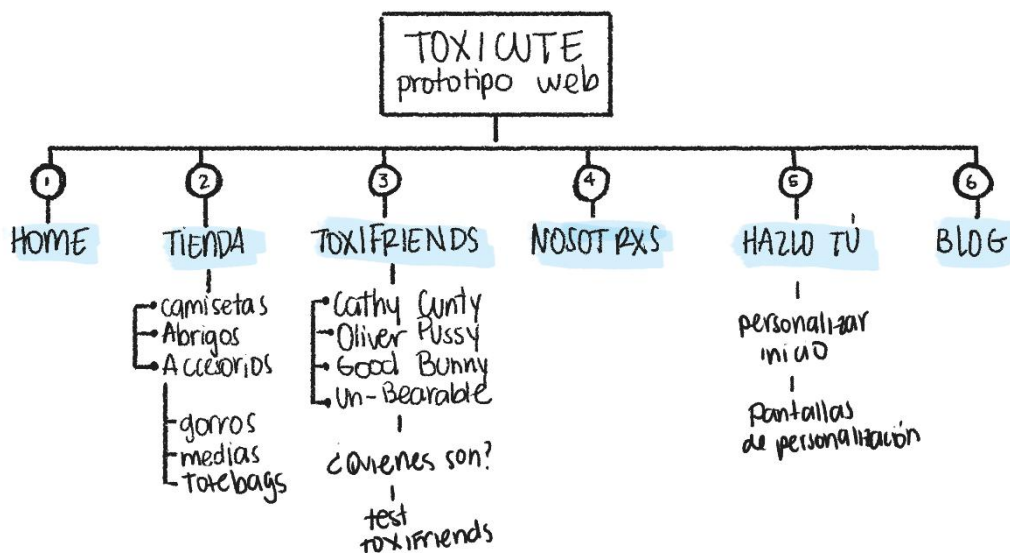 TOXICUTE
prototipo web
1
2
3
4
5
6
HOME
TIENDA
TOXIFRIENDS
NOSOTRXS
HAZLO TÚ
BLOG
camisetas
Abrigos
Accesorios
gorros
medias
totebags
Cathy Cunty
Oliver Pussy
Good Bunny
Un-Bearable
¿Quienes son?
test
TOXIFriends
personalizar
inicio
Pantallas
de personalización